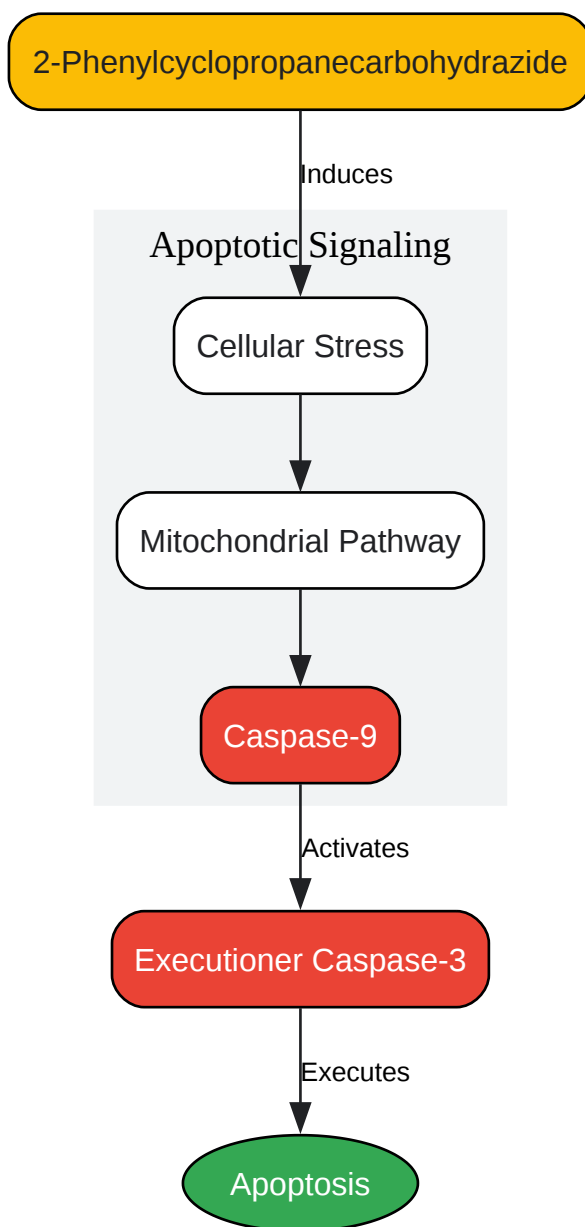 2-Phenylcyclopropanecarbohydrazide
Induces
Apoptotic Signaling
Cellular Stress
Mitochondrial Pathway
Caspase-9
Activates
Executioner Caspase-3
Executes
Apoptosis